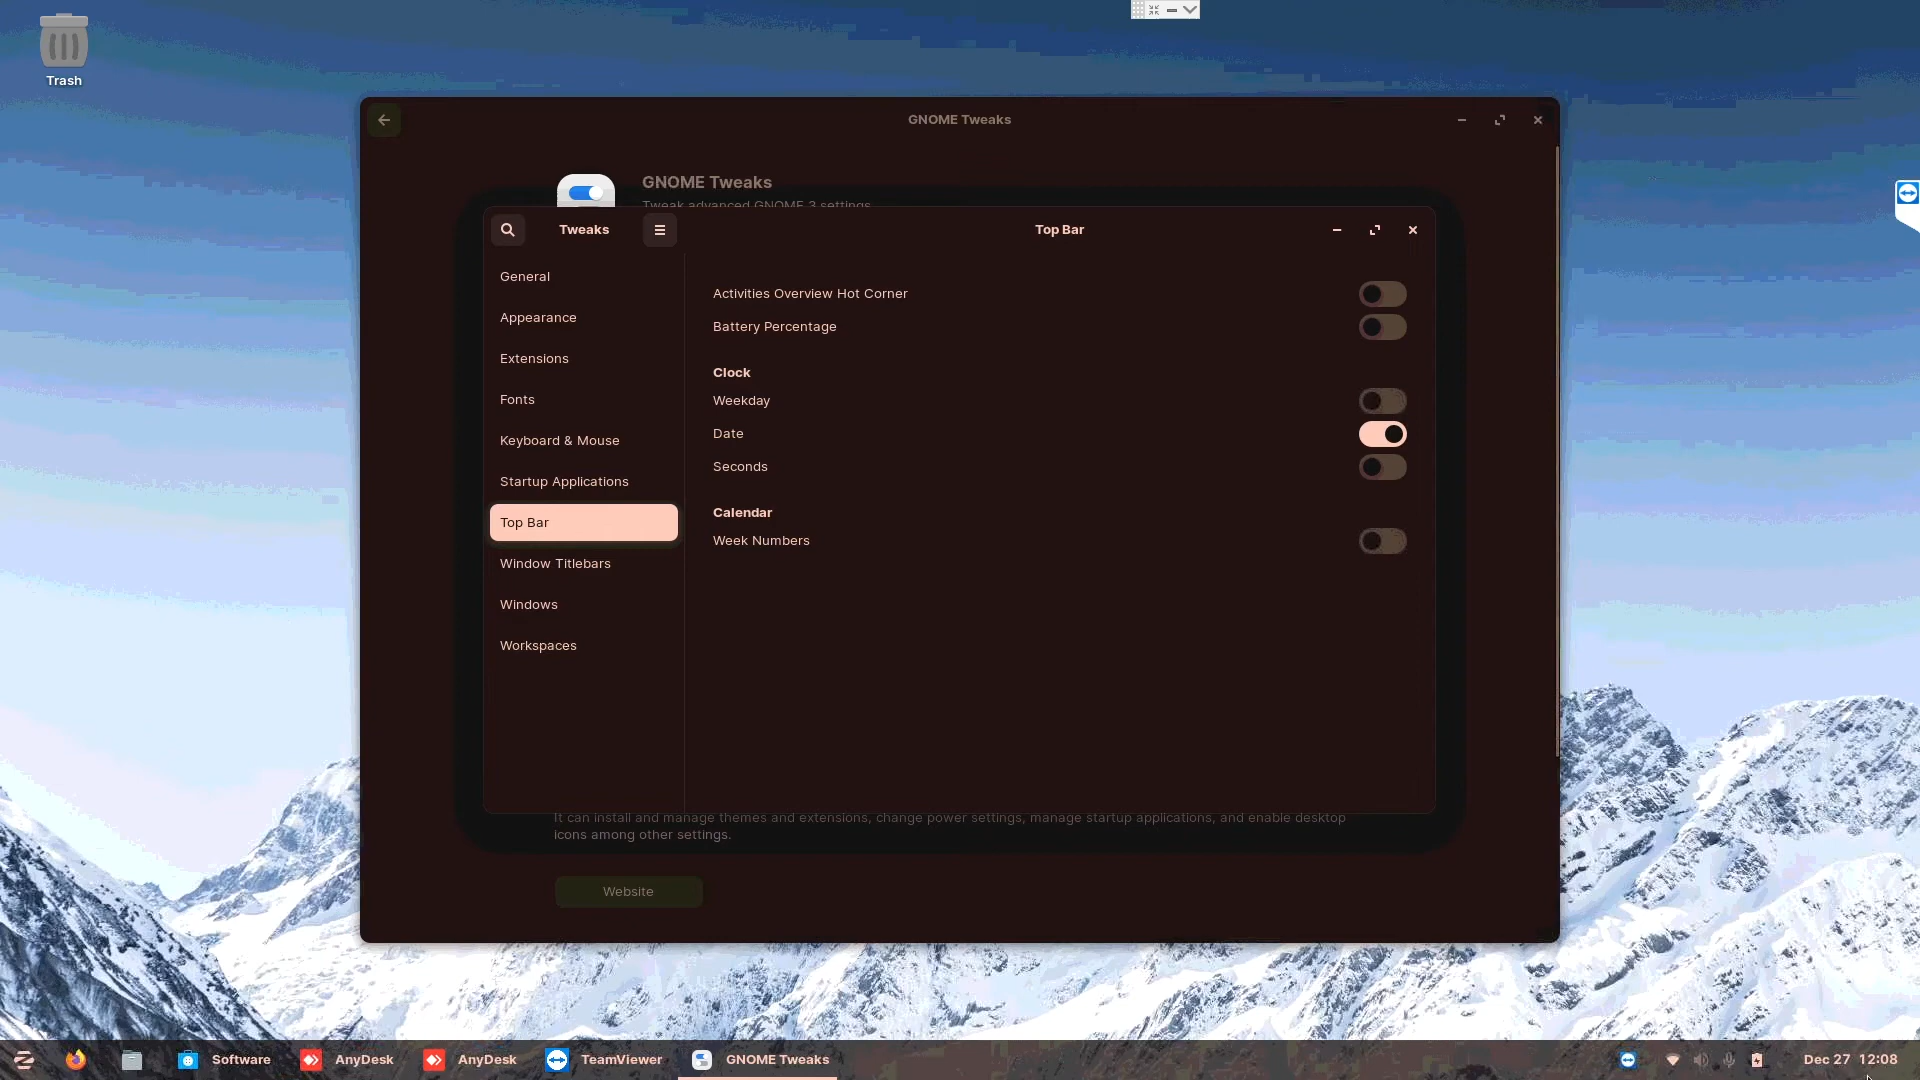 Trash
GNOME Tweaks
GNOME Tweaks
Tweak advanced GNOME 3 settings
Tweaks
Top Bar
General
Appearance
Extensions
Fonts
Keyboard & Mouse
Startup Applications
Top Bar
Window Titlebars
Windows
Workspaces
Activities Overview Hot Corner
Battery Percentage
Clock
Weekday
Date
Seconds
Calendar
Week Numbers
It can install and manage themes and extensions, change power settings, manage startup applications, and enable desktop
icons among other settings.
Website
Software AnyDesk AnyDesk TeamViewer GNOME Tweaks Dec 27 12:08